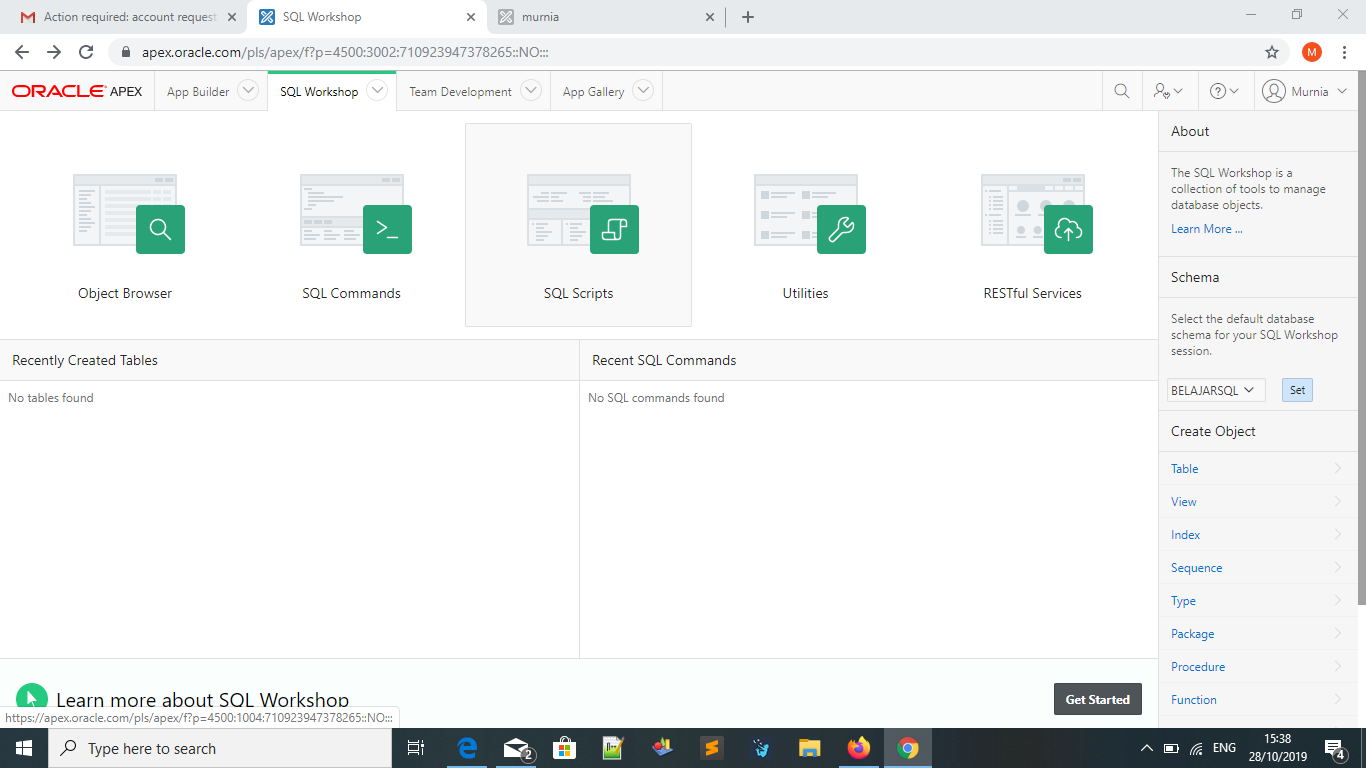 Action required: account request
SQL Workshop
murnia
apex.oracle.com/pls/apex/f?p=4500:3002:710923947378265::NO:::
M
ORACLE APEX
App Builder
SQL Workshop
Team Development
App Gallery
Murnia
Object Browser
SQL Commands
SQL Scripts
Utilities
RESTful Services
Recently Created Tables
No tables found
Recent SQL Commands
No SQL commands found
About
The SQL Workshop is a
collection of tools to manage
database objects.
Learn More ...
Schema
Select the default database
schema for your SQL Workshop
session.
BELAJARSQL
Set
Create Object
Table
View
Index
Sequence
Type
Package
Procedure
Function
Learn more about SQL Workshop
Get Started
https://apex.oracle.com/pls/apex/f?p=4500:1004:710923947378265::NO:::
Type here to search
2
ENG
15:38
28/10/2019
4